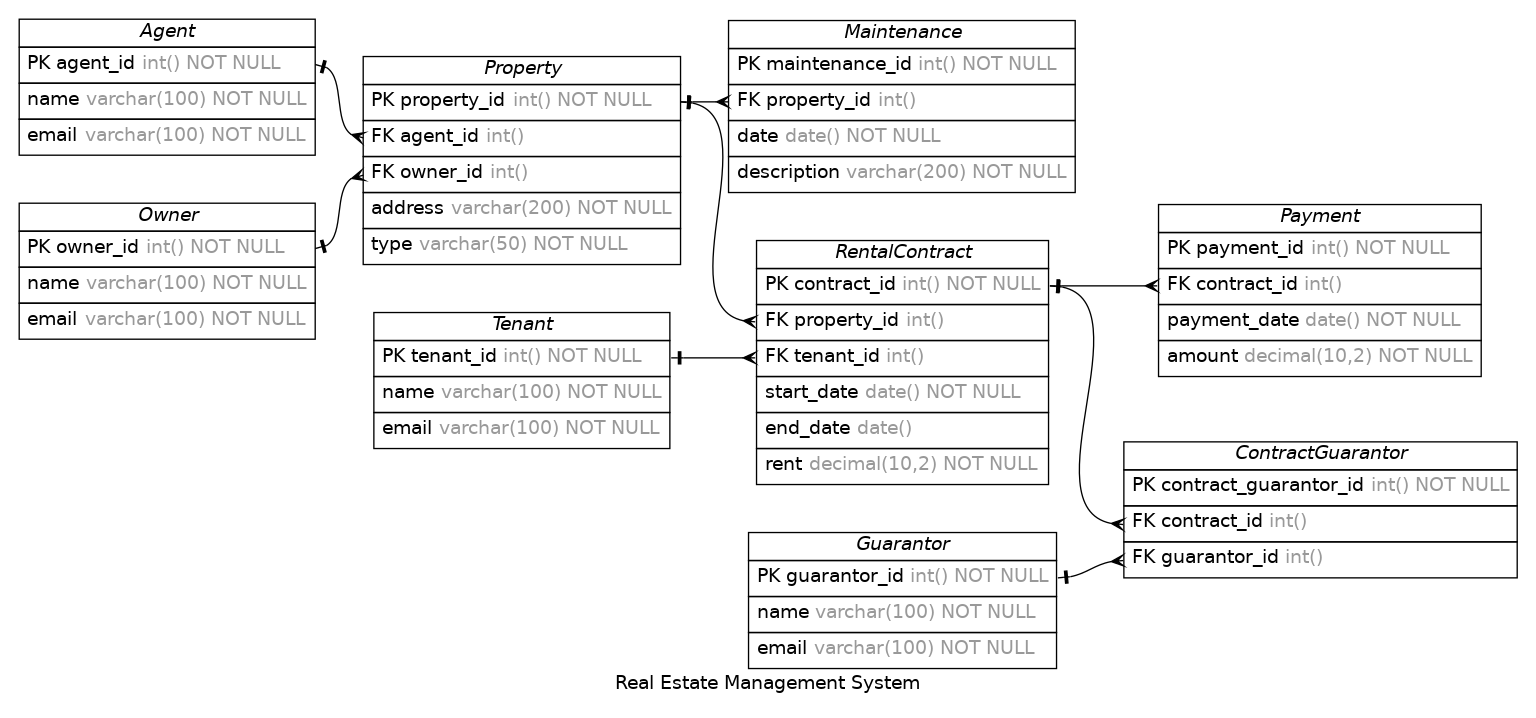 Agent
PK agent_id int() NOT NULL
name varchar(100) NOT NULL
email varchar(100) NOT NULL
Owner
PK owner_id int() NOT NULL
name varchar(100) NOT NULL
email varchar(100) NOT NULL
Property
PK property_id int() NOT NULL
FK agent_id int()
FK owner_id int()
address varchar(200) NOT NULL
type varchar(50) NOT NULL
Tenant
PK tenant_id int() NOT NULL
name varchar(100) NOT NULL
email varchar(100) NOT NULL
Maintenance
PK maintenance_id int() NOT NULL
FK property_id int()
date date() NOT NULL
description varchar(200) NOT NULL
RentalContract
PK contract_id int() NOT NULL
FK property_id int()
FK tenant_id int()
start_date date() NOT NULL
end_date date()
rent decimal(10,2) NOT NULL
Guarantor
PK guarantor_id int() NOT NULL
name varchar(100) NOT NULL
email varchar(100) NOT NULL
Payment
PK payment_id int() NOT NULL
FK contract_id int()
payment_date date() NOT NULL
amount decimal(10,2) NOT NULL
ContractGuarantor
PK contract_guarantor_id int() NOT NULL
FK contract_id int()
FK guarantor_id int()
Real Estate Management System